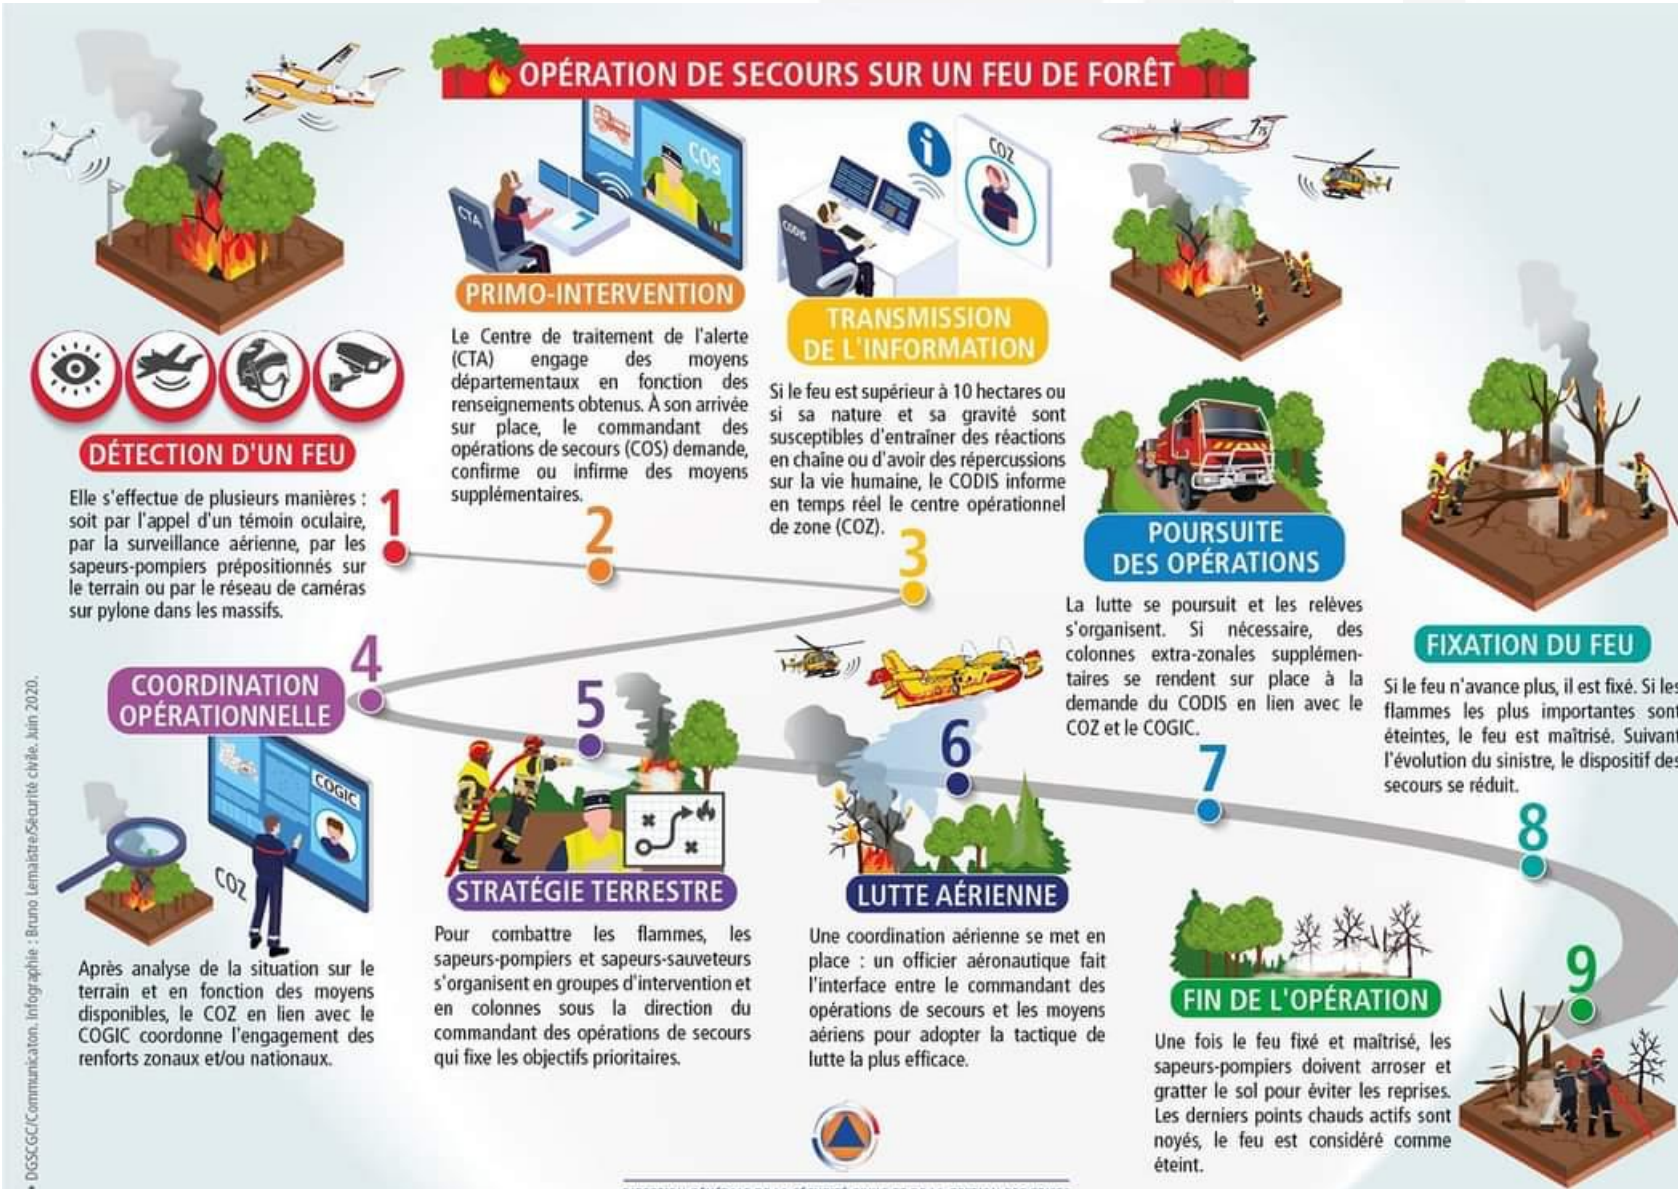 OPÉRATION DE SECOURS SUR UN FEU DE FORÊT
DÉTECTION D'UN FEU
Elle s'effectue de plusieurs manières :
soit par l'appel d'un témoin oculaire,
par la surveillance aérienne, par les
sapeurs-pompiers prépositionnés sur
le terrain ou par le réseau de caméras
sur pylone dans les massifs.
1
CTA
COS
PRIMO-INTERVENTION
Le Centre de traitement de l'alerte
(CTA) engage des moyens
départementaux en fonction des
renseignements obtenus. À son arrivée
sur place, le commandant des
opérations de secours (COS) demande,
confirme ou infirme des moyens
supplémentaires.
2
CODIS
i
COZ
TRANSMISSION
DE L'INFORMATION
Si le feu est supérieur à 10 hectares ou
si sa nature et sa gravité sont
susceptibles d'entraîner des réactions
en chaîne ou d'avoir des répercussions
sur la vie humaine, le CODIS informe
en temps réel le centre opérationnel
de zone (COZ).
3
COORDINATION
OPÉRATIONNELLE
4
COGIC
COZ
Après analyse de la situation sur le
terrain et en fonction des moyens
disponibles, le COZ en lien avec le
COGIC coordonne l'engagement des
renforts zonaux et/ou nationaux.
5
STRATÉGIE TERRESTRE
Pour combattre les flammes, les
sapeurs-pompiers et sapeurs-sauveteurs
s'organisent en groupes d'intervention et
en colonnes sous la direction du
commandant des opérations de secours
qui fixe les objectifs prioritaires.
6
LUTTE AÉRIENNE
Une coordination aérienne se met en
place : un officier aéronautique fait
l'interface entre le commandant des
opérations de secours et les moyens
aériens pour adopter la tactique de
lutte la plus efficace.
75
POURSUITE
DES OPÉRATIONS
La lutte se poursuit et les relèves
s'organisent. Si nécessaire, des
colonnes extra-zonales supplémen-
taires se rendent sur place à la
demande du CODIS en lien avec le
COZ et le COGIC.
7
FIXATION DU FEU
Si le feu n'avance plus, il est fixé. Si les
flammes les plus importantes sont
éteintes, le feu est maîtrisé. Suivant
l'évolution du sinistre, le dispositif des
secours se réduit.
8
9
FIN DE L'OPÉRATION
Une fois le feu fixé et maîtrisé, les
sapeurs-pompiers doivent arroser et
gratter le sol pour éviter les reprises.
Les derniers points chauds actifs sont
noyés, le feu est considéré comme
éteint.
• DGSCGC/Communicaton. Infographie : Bruno Lemaistre/Sécurité civile. Juin 2020.